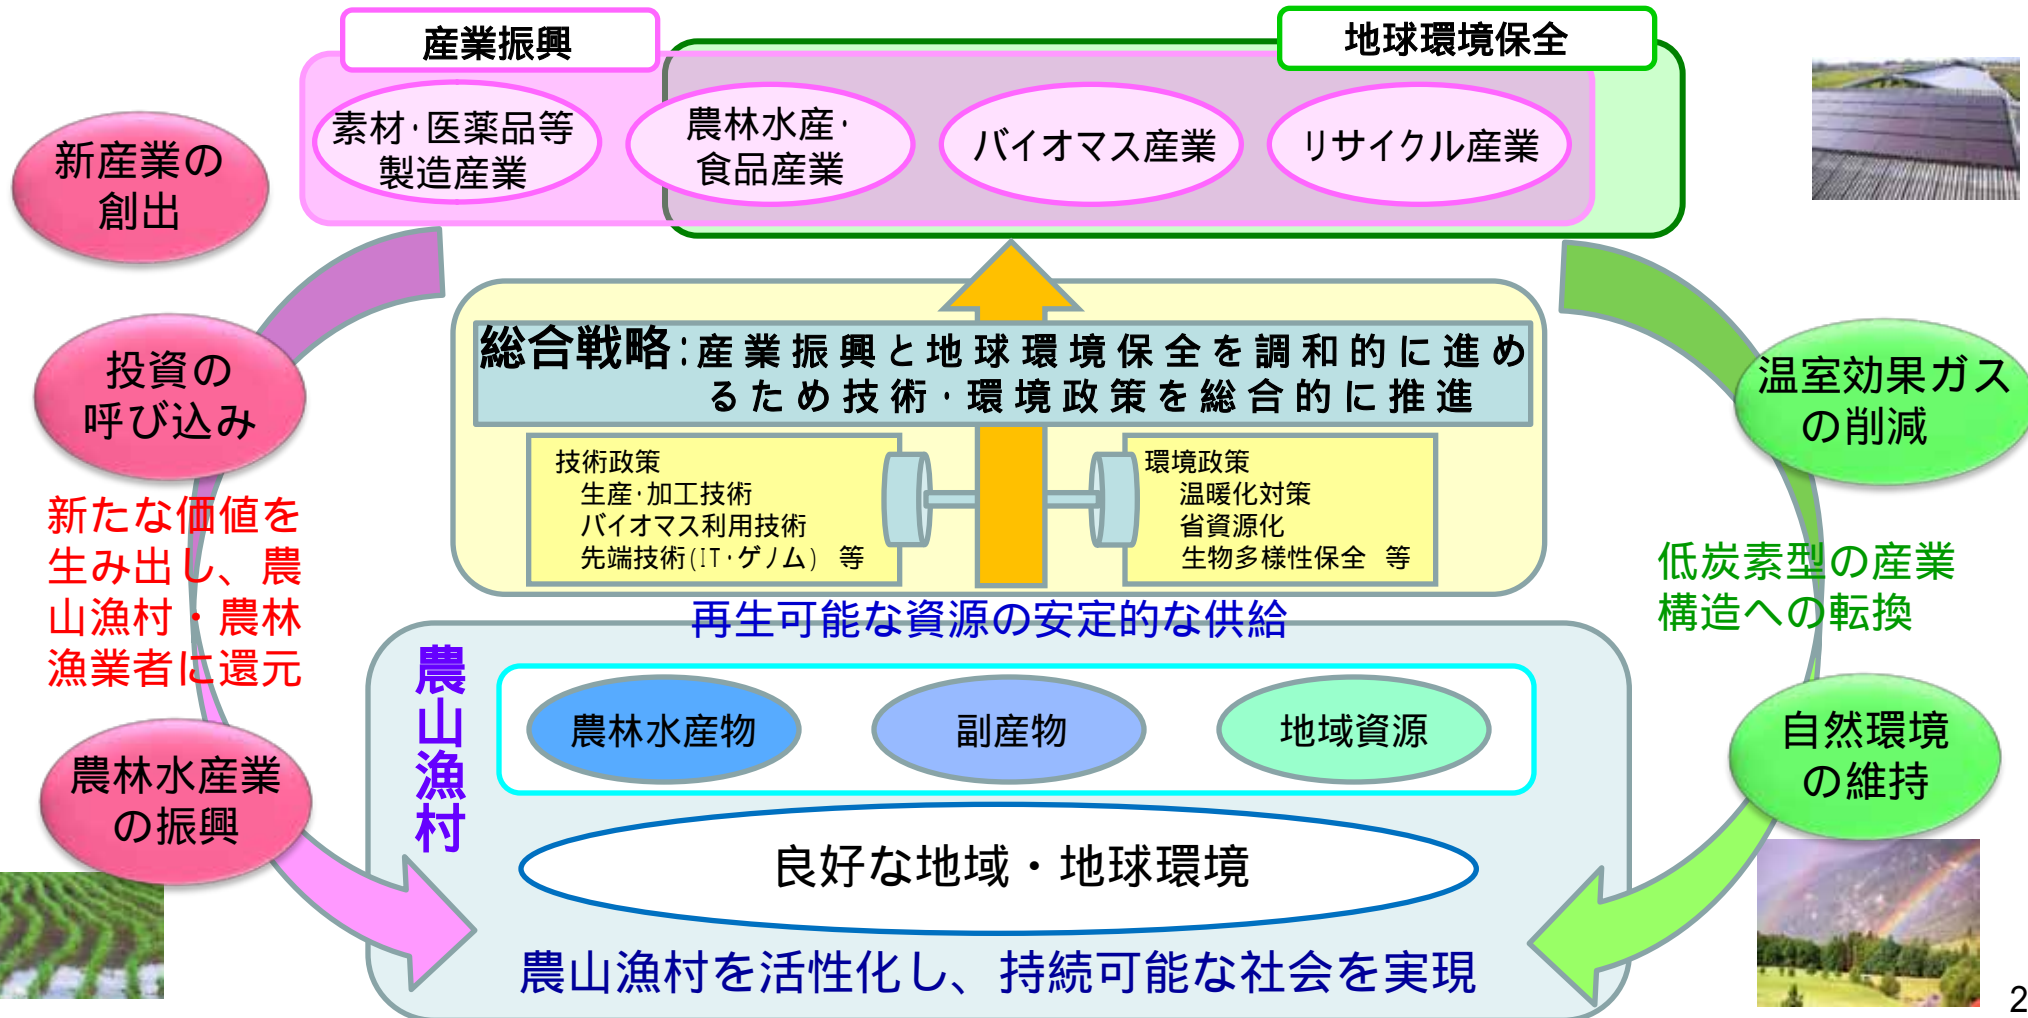 産業振興
地球環境保全
素材・医薬品等
製造産業
農林水産・
食品産業
バイオマス産業
リサイクル産業
新産業の
創出
投資の
呼び込み
新たな価値を
生み出し、農
山漁村・農林
漁業者に還元
農林水産業
の振興
総合戦略:産業振興と地球環境保全を調和的に進め
るため技術・環境政策を総合的に推進
技術政策
生産・加工技術
バイオマス利用技術
先端技術(IT・ゲノム) 等
環境政策
温暖化対策
省資源化
生物多様性保全 等
温室効果ガス
の削減
低炭素型の産業
構造への転換
自然環境
の維持
再生可能な資源の安定的な供給
農山漁村
農林水産物
副産物
地域資源
良好な地域・地球環境
農山漁村を活性化し、持続可能な社会を実現
2